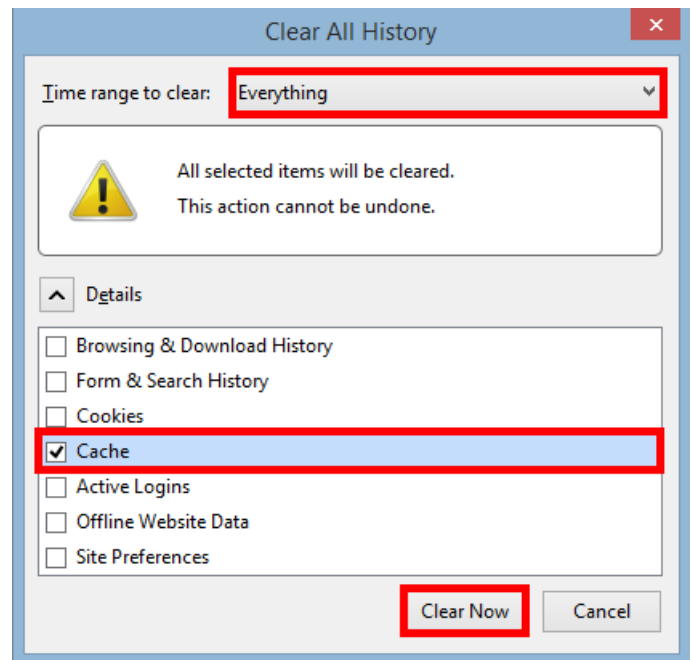 Clear All History
Time range to clear: Everything
All selected items will be cleared.
This action cannot be undone.
Details
Browsing & Download History
Form & Search History
Cookies
Cache
Active Logins
Offline Website Data
Site Preferences
Clear Now Cancel